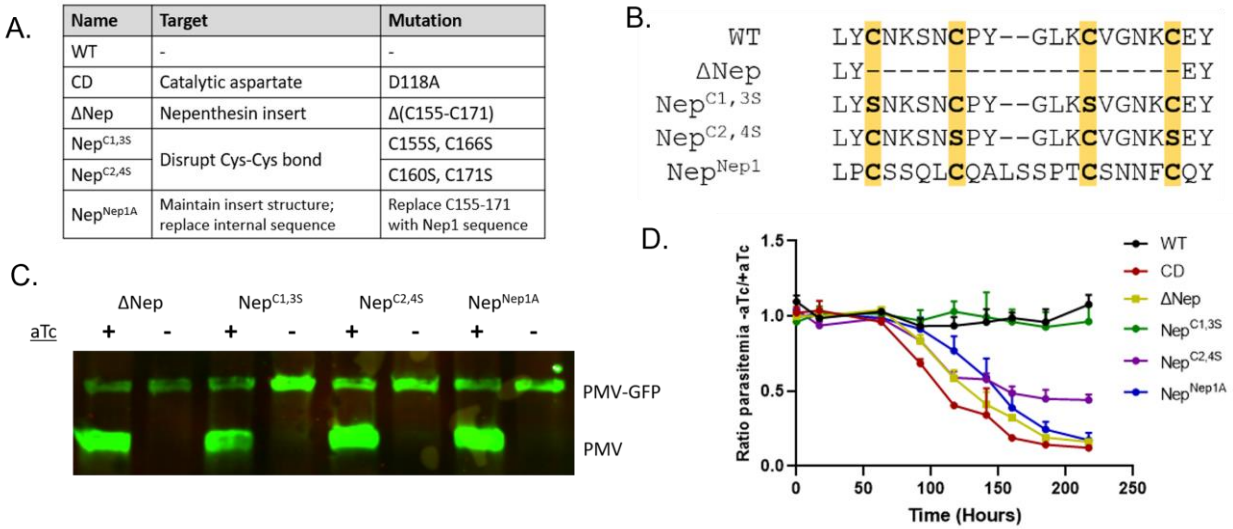 A.
Name Target Mutation
WT - -
CD Catalytic aspartate D118A
ΔNep Nepenthesin insert Δ(C155-C171)
Nep^C1,3S Disrupt Cys-Cys bond C155S, C166S
Nep^C2,4S C160S, C171S
Nep^Nep1A Maintain insert structure; Replace C155-171
replace internal sequence with Nep1 sequence
B.
WT LYCNKSNCPY--GLKCVGNKCEY
ΔNep LY-------------------EY
Nep^C1,3S LYSNKSNCPY--GLKSVGNKCEY
Nep^C2,4S LYCNKSNSPY--GLKCVGNKSEY
Nep^Nep1 LPCSSQLCQALSSPTCSNNFCQY
C.
ΔNep Nep^C1,3S Nep^C2,4S Nep^Nep1A
aTc + - + - + - + -
PMV-GFP
PMV
D.
Ratio parasitemia -aTc/+aTc
1.5
1.0
0.5
0.0
0 50 100 150 200 250
Time (Hours)
WT
CD
ΔNep
Nep^C1,3S
Nep^C2,4S
Nep^Nep1A